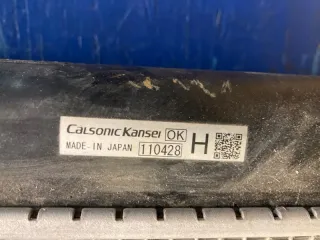 CalsonicKansei OK H
MADE-IN JAPAN 110428